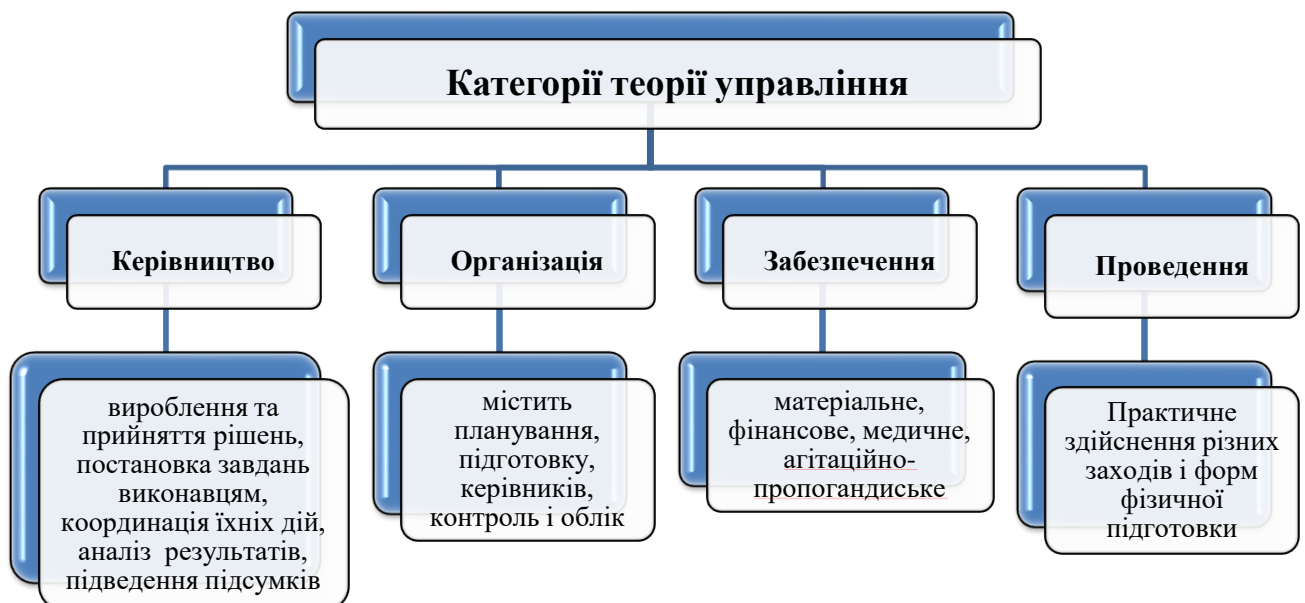 Категорії теорії управління
Керівництво
Організація
Забезпечення
Проведення
вироблення та
прийняття рішень,
постановка завдань
виконавцям,
координація їхніх дій,
аналіз результатів,
підведення підсумків
містить
планування,
підготовку,
керівників,
контроль і облік
матеріальне,
фінансове, медичне,
агітаційно-
пропогандиське
Практичне
здійснення різних
заходів і форм
фізичної
підготовки